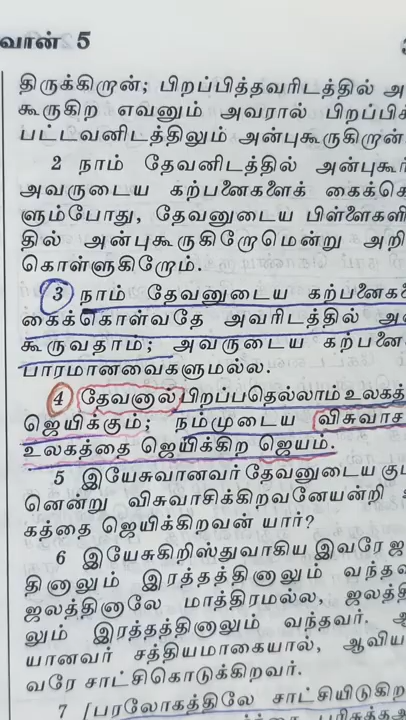 வான் 5
திருக்கிறான்; பிறப்பித்தவரிடத்தில் அ
கூருகிற எவனும் அவரால் பிறப்பிக்
பட்டவனிடத்திலும் அன்புகூருகிறான்
2 நாம் தேவனிடத்தில் அன்புகூர்
அவருடைய கற்பனைகளைக் கைக்கொ
ளும்போது, தேவனுடைய பிள்ளைகளி
தில் அன்புகூருகிறோமென்று அறி
கொள்ளுகிறோம்.
3 நாம் தேவனுடைய கற்பனைக
கைக்கொள்வதே அவரிடத்தில் அ
கூருவதாம்; அவருடைய கற்பனை
பாரமானவைகளுமல்ல.
4 தேவனால் பிறப்பதெல்லாம் உலகத்
ஜெயிக்கும்; நம்முடைய விசுவாச
உலகத்தை ஜெயிக்கிற ஜெயம்.
5 இயேசுவானவர் தேவனுடைய கும
னென்று விசுவாசிக்கிறவனேயன்றி
கத்தை ஜெயிக்கிறவன் யார்?
6 இயேசுகிறிஸ்துவாகிய இவரே ஜ
தினாலும் இரத்தத்தினாலும் வந்தவ
ஜலத்தினாலே மாத்திரமல்ல, ஜலத்தி
லும் இரத்தத்தினாலும் வந்தவர். ஆ
யானவர் சத்தியமாகையால், ஆவிய
வரே சாட்சிகொடுக்கிறவர்.
7 [பரலோகத்திலே சாட்சியிடுகிற